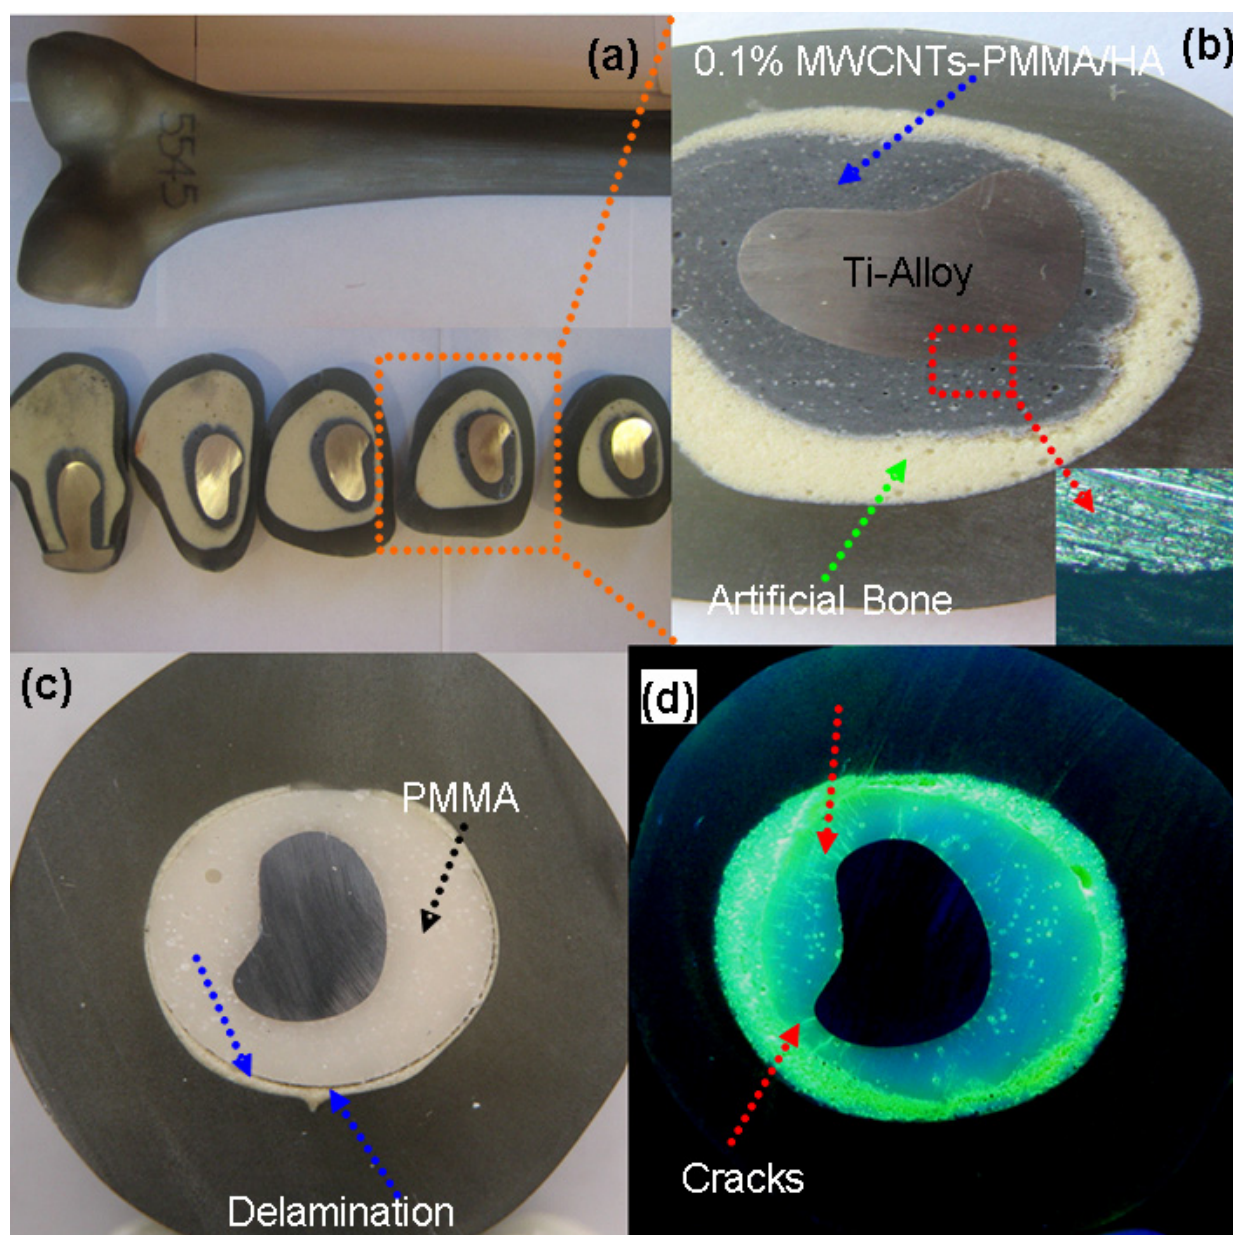 (a)
5545
0.1% MWCNTs-PMMA/HA
(b)
Ti-Alloy
Artificial Bone
(c)
PMMA
Delamination
(d)
Cracks